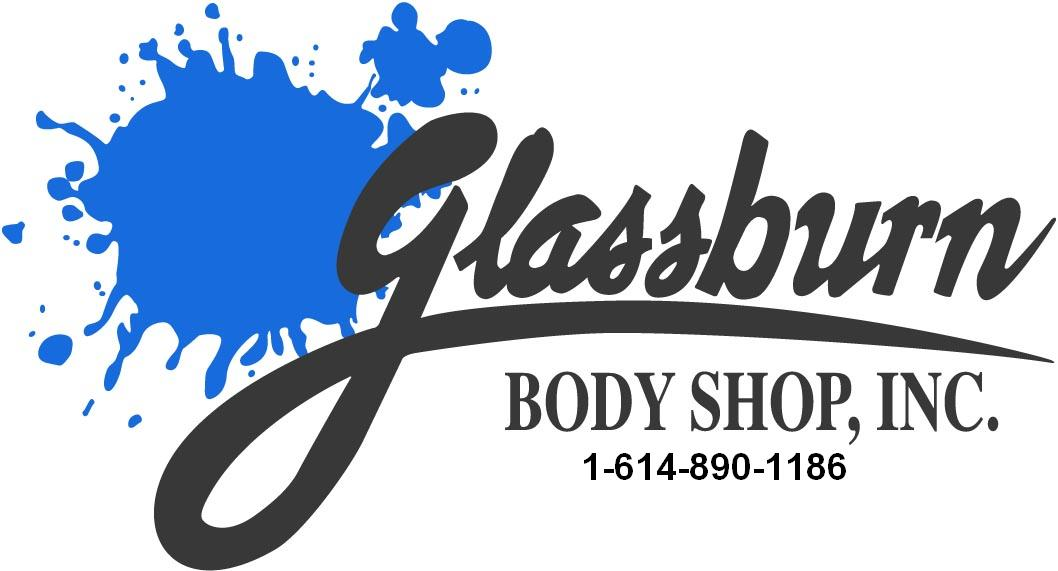 Glassburn
BODY SHOP, INC.
1-614-890-1186